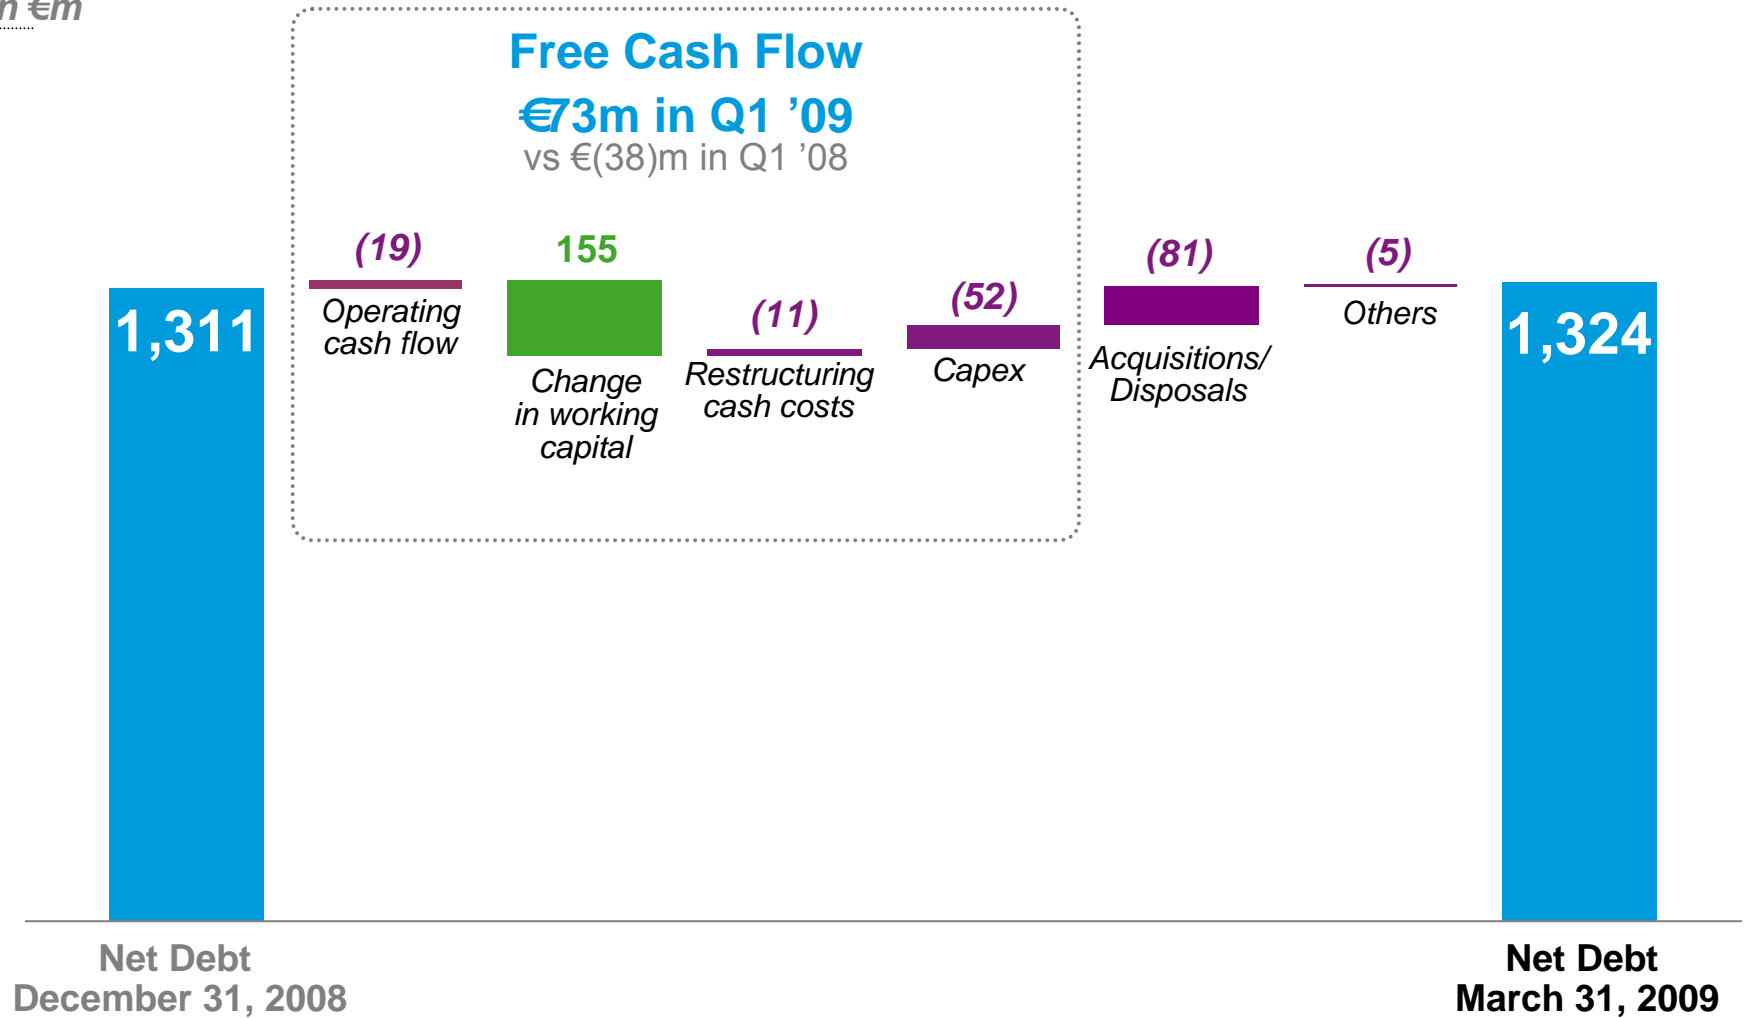 €m
Free Cash Flow
€73m in Q1 ’09
vs €(38)m in Q1 ’08
(19)
Operating
cash flow
155
Change
in working
capital
(11)
Restructuring
cash costs
(52)
Capex
(81)
Acquisitions/
Disposals
(5)
Others
1,311
1,324
Net Debt
December 31, 2008
Net Debt
March 31, 2009